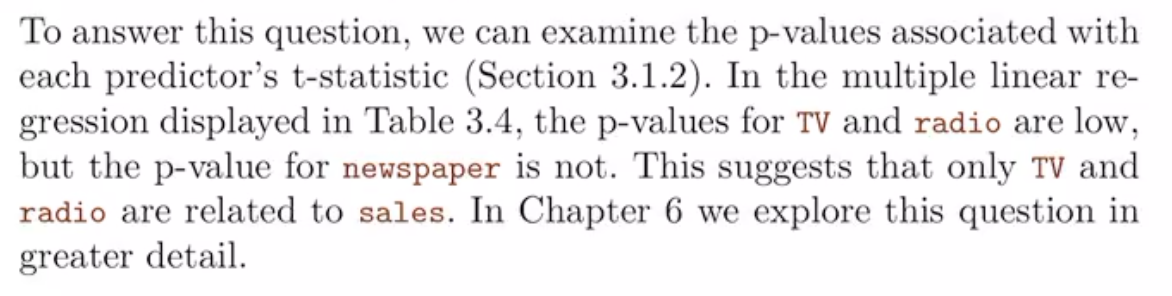 To answer this question, we can examine the p-values associated with
each predictor's t-statistic (Section 3.1.2). In the multiple linear re-
gression displayed in Table 3.4, the p-values for TV and radio are low,
but the p-value for newspaper is not. This suggests that only TV and
radio are related to sales. In Chapter 6 we explore this question in
greater detail.